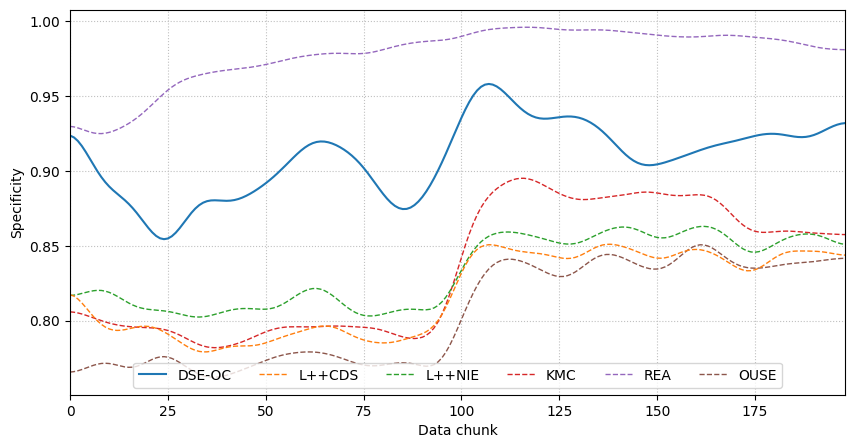 1.00
0.95
0.90
0.85
0.80
Specificity
DSE-OC L++CDS L++NIE KMC REA OUSE
0 25 50 75 100 125 150 175
Data chunk